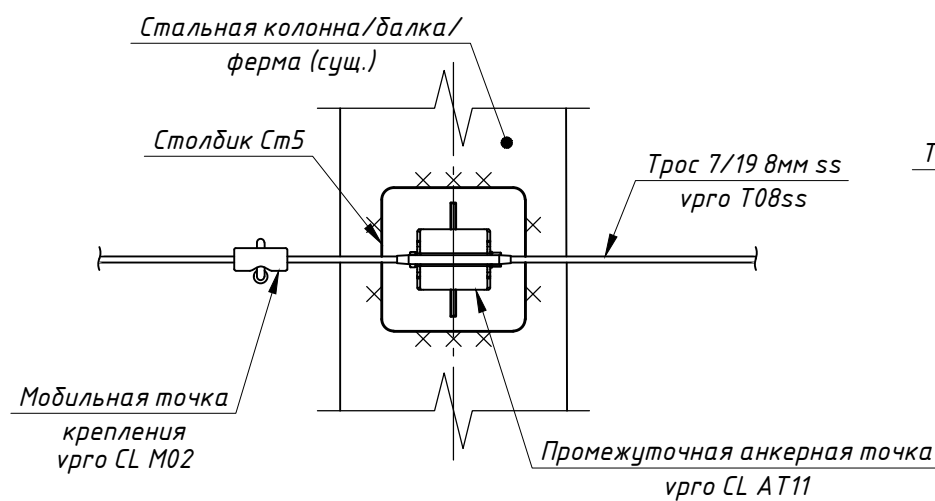 Стальная колонна/балка/
ферма (сущ.)
Столбик Ст5
Трос 7/19 8мм ss
vpro T08ss
Т
Мобильная точка
крепления
vpro CL M02
Промежуточная анкерная точка
vpro CL AT11